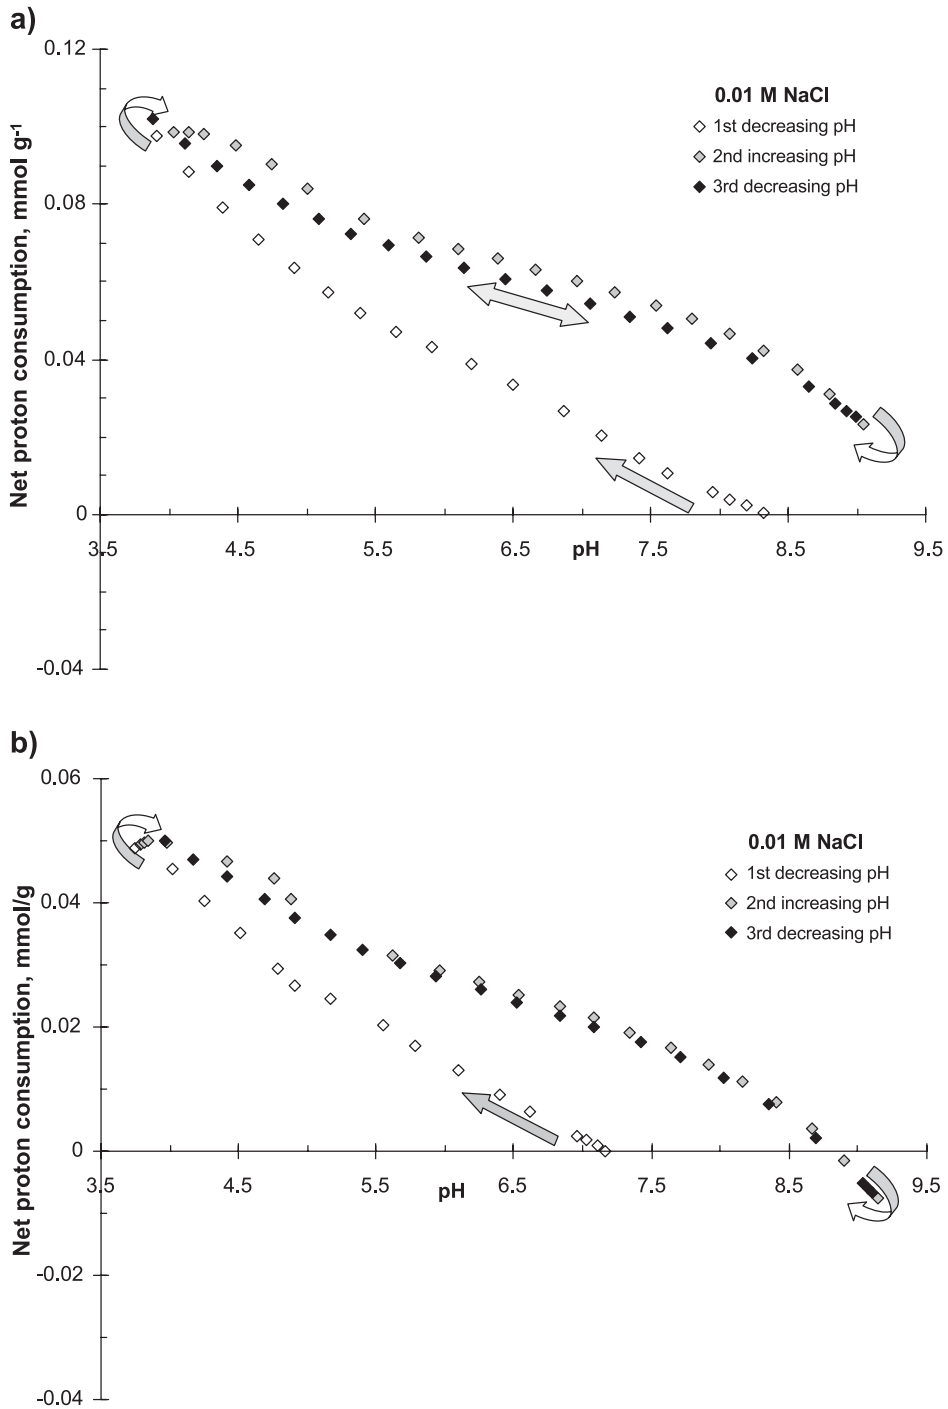 a)
0.12
0.01 M NaCl
1st decreasing pH
2nd increasing pH
3rd decreasing pH
0.08
0.04
0
Net proton consumption, mmol g-1
3.5 4.5 5.5 6.5 pH 7.5 8.5 9.5
-0.04
b)
0.06
0.01 M NaCl
1st decreasing pH
2nd increasing pH
3rd decreasing pH
0.04
0.02
0
Net proton consumption, mmol/g
3.5 4.5 5.5 pH 6.5 7.5 8.5 9.5
-0.02
-0.04